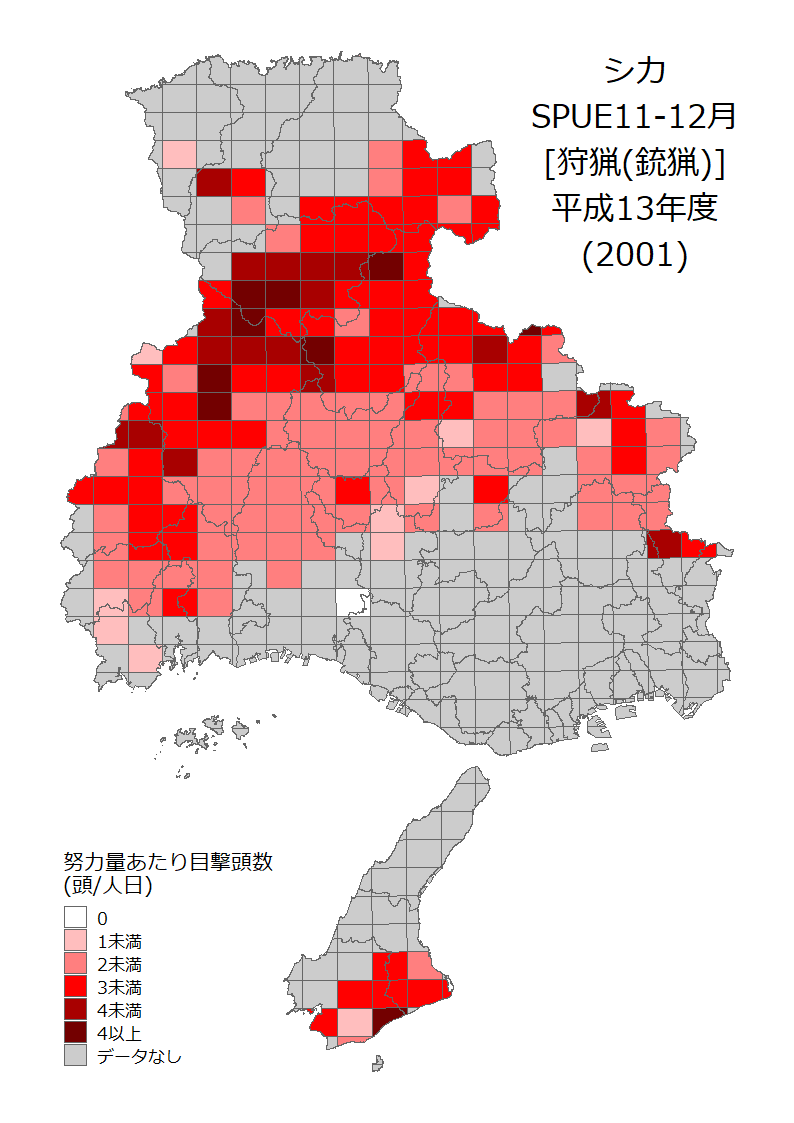 シカ
SPUE11-12月
[狩猟(銃猟)]
平成13年度
(2001)
努力量あたり目撃頭数
(頭/人日)
0
1未満
2未満
3未満
4未満
4以上
データなし